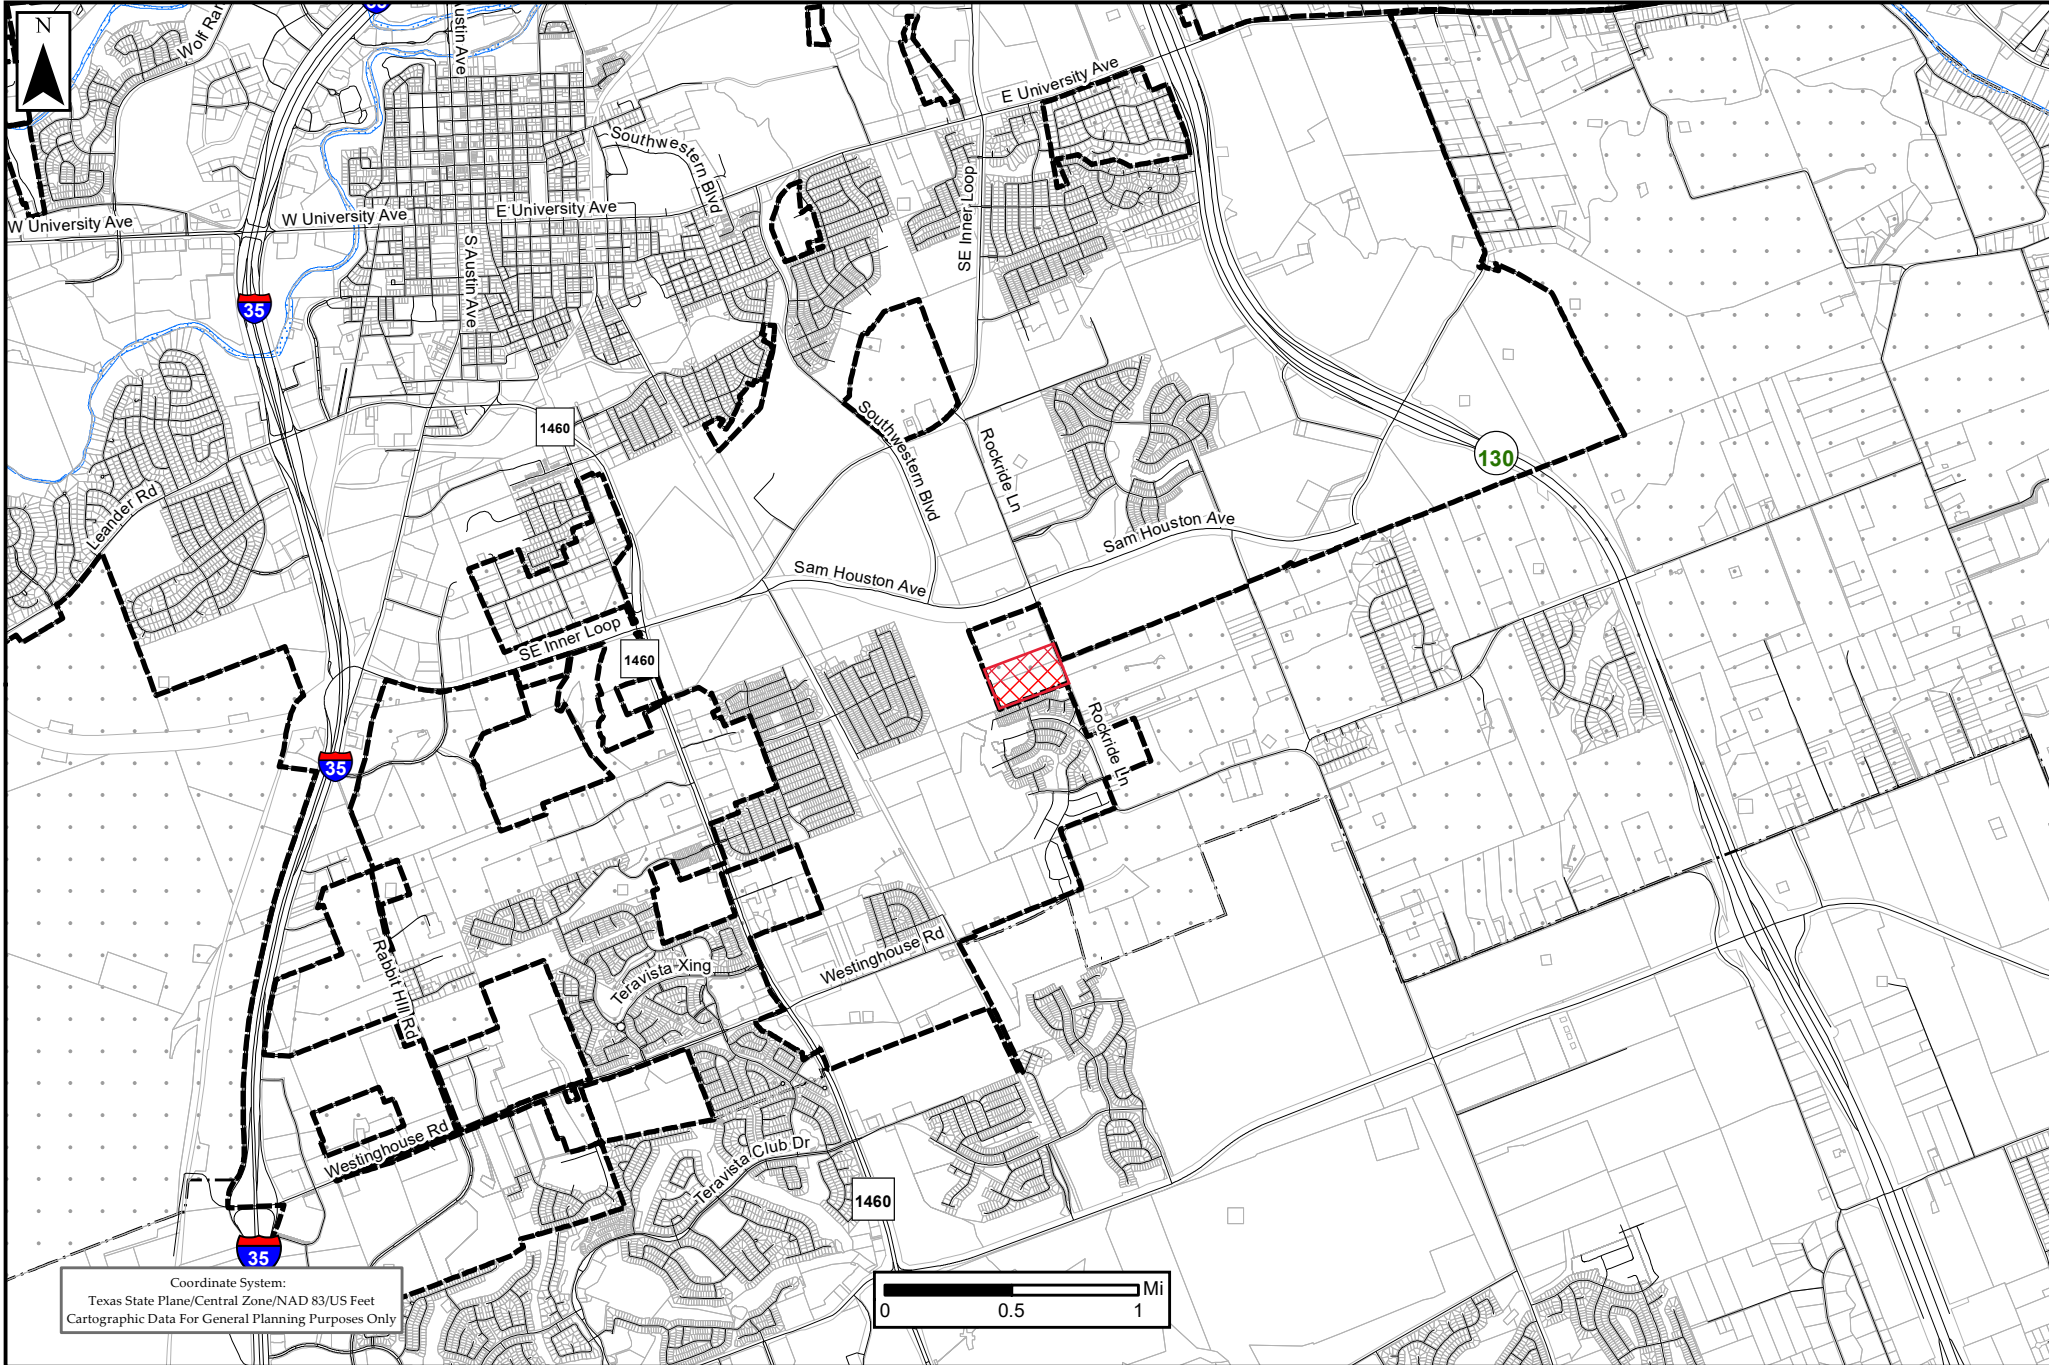 N
35
Wolf Ran
ustin Ave
E University Ave
Southwestern Blvd
SE Inner Loop
W University Ave
W University Ave
E University Ave
S Austin Ave
35
1460
Southwestern Blvd
Rockride Ln
130
Leander Rd
Sam Houston Ave
Sam Houston Ave
SE Inner Loop
1460
Rockride Ln
35
Rabbit Hill Rd
Teravista Xing
Westinghouse Rd
Westinghouse Rd
Teravista Club Dr
1460
35
Coordinate System:
Texas State Plane/Central Zone/NAD 83/US Feet
Cartographic Data For General Planning Purposes Only
Mi
0 0.5 1